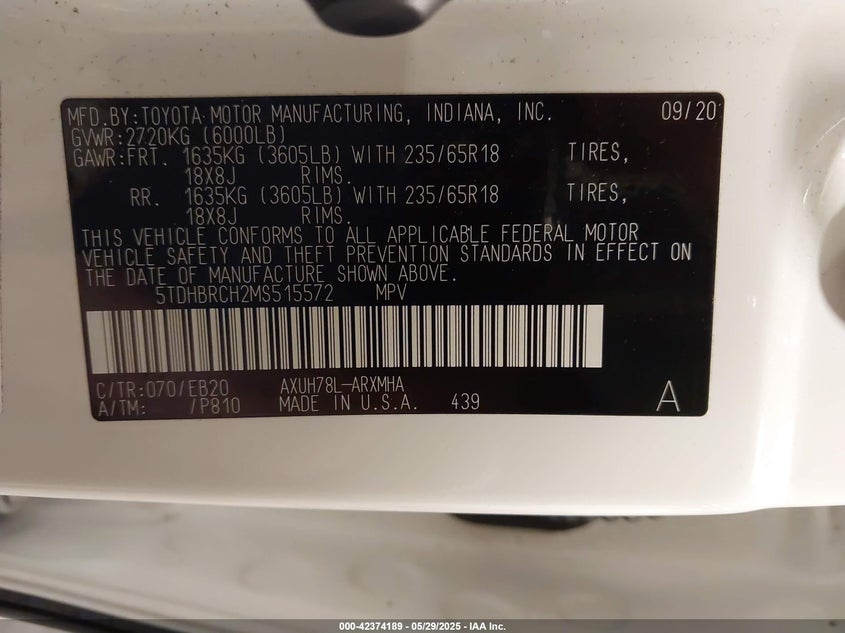 MFD.BY:TOYOTA MOTOR MANUFACTURING, INDIANA, INC. 09/20
GVWR:2720KG (6000LB)
GAWR:FRT. 1635KG (3605LB) WITH 235/65R18 TIRES,
18X8J RIMS.
RR. 1635KG (3605LB) WITH 235/65R18 TIRES,
18X8J RIMS.
THIS VEHICLE CONFORMS TO ALL APPLICABLE FEDERAL MOTOR
VEHICLE SAFETY AND THEFT PREVENTION STANDARDS IN EFFECT ON
THE DATE OF MANUFACTURE SHOWN ABOVE.
5TDHBRCH2MS515572 MPV
C/TR:070/EB20 AXUH78L-ARXMHA
A/TM: /P810 MADE IN U.S.A. 439 A
000-42374189 - 05/29/2025 - IAA Inc.